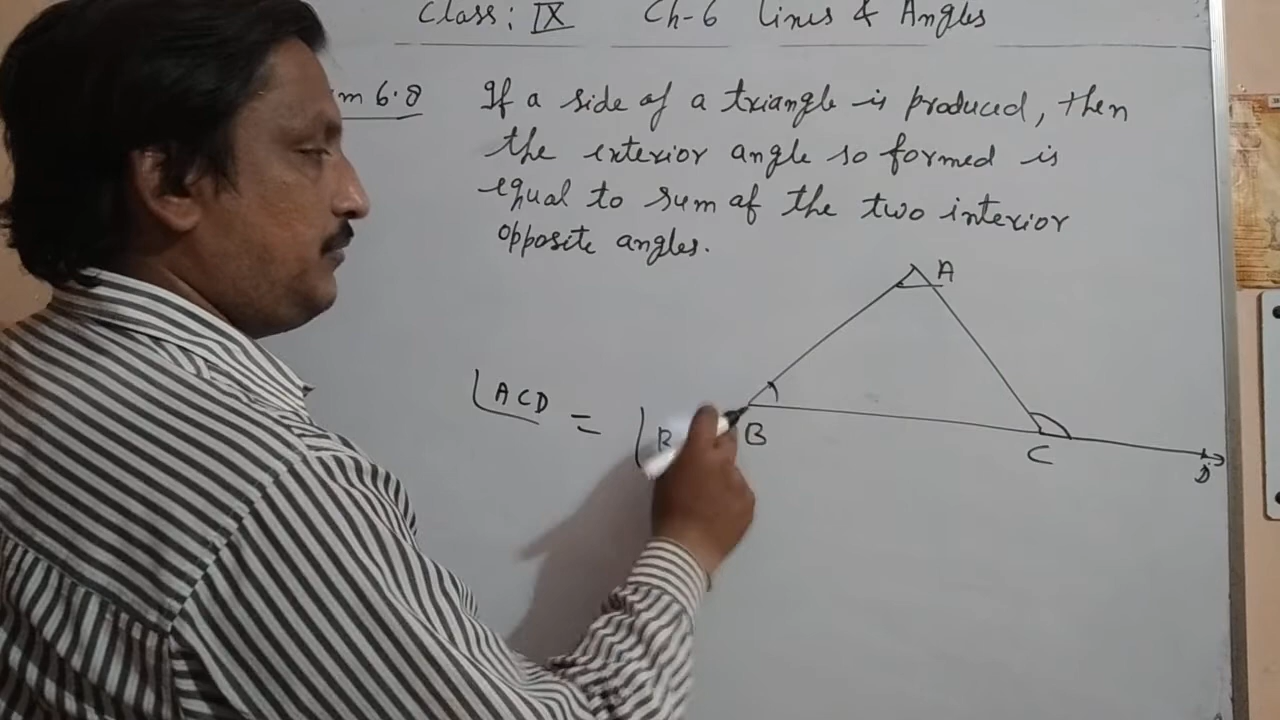 Class: IX Ch-6 Lines & Angles
m 6.8 If a side of a triangle is produced, then
the exterior angle so formed is
equal to sum of the two interior
opposite angles.
A
∠ACD = ∠B
B
C
D